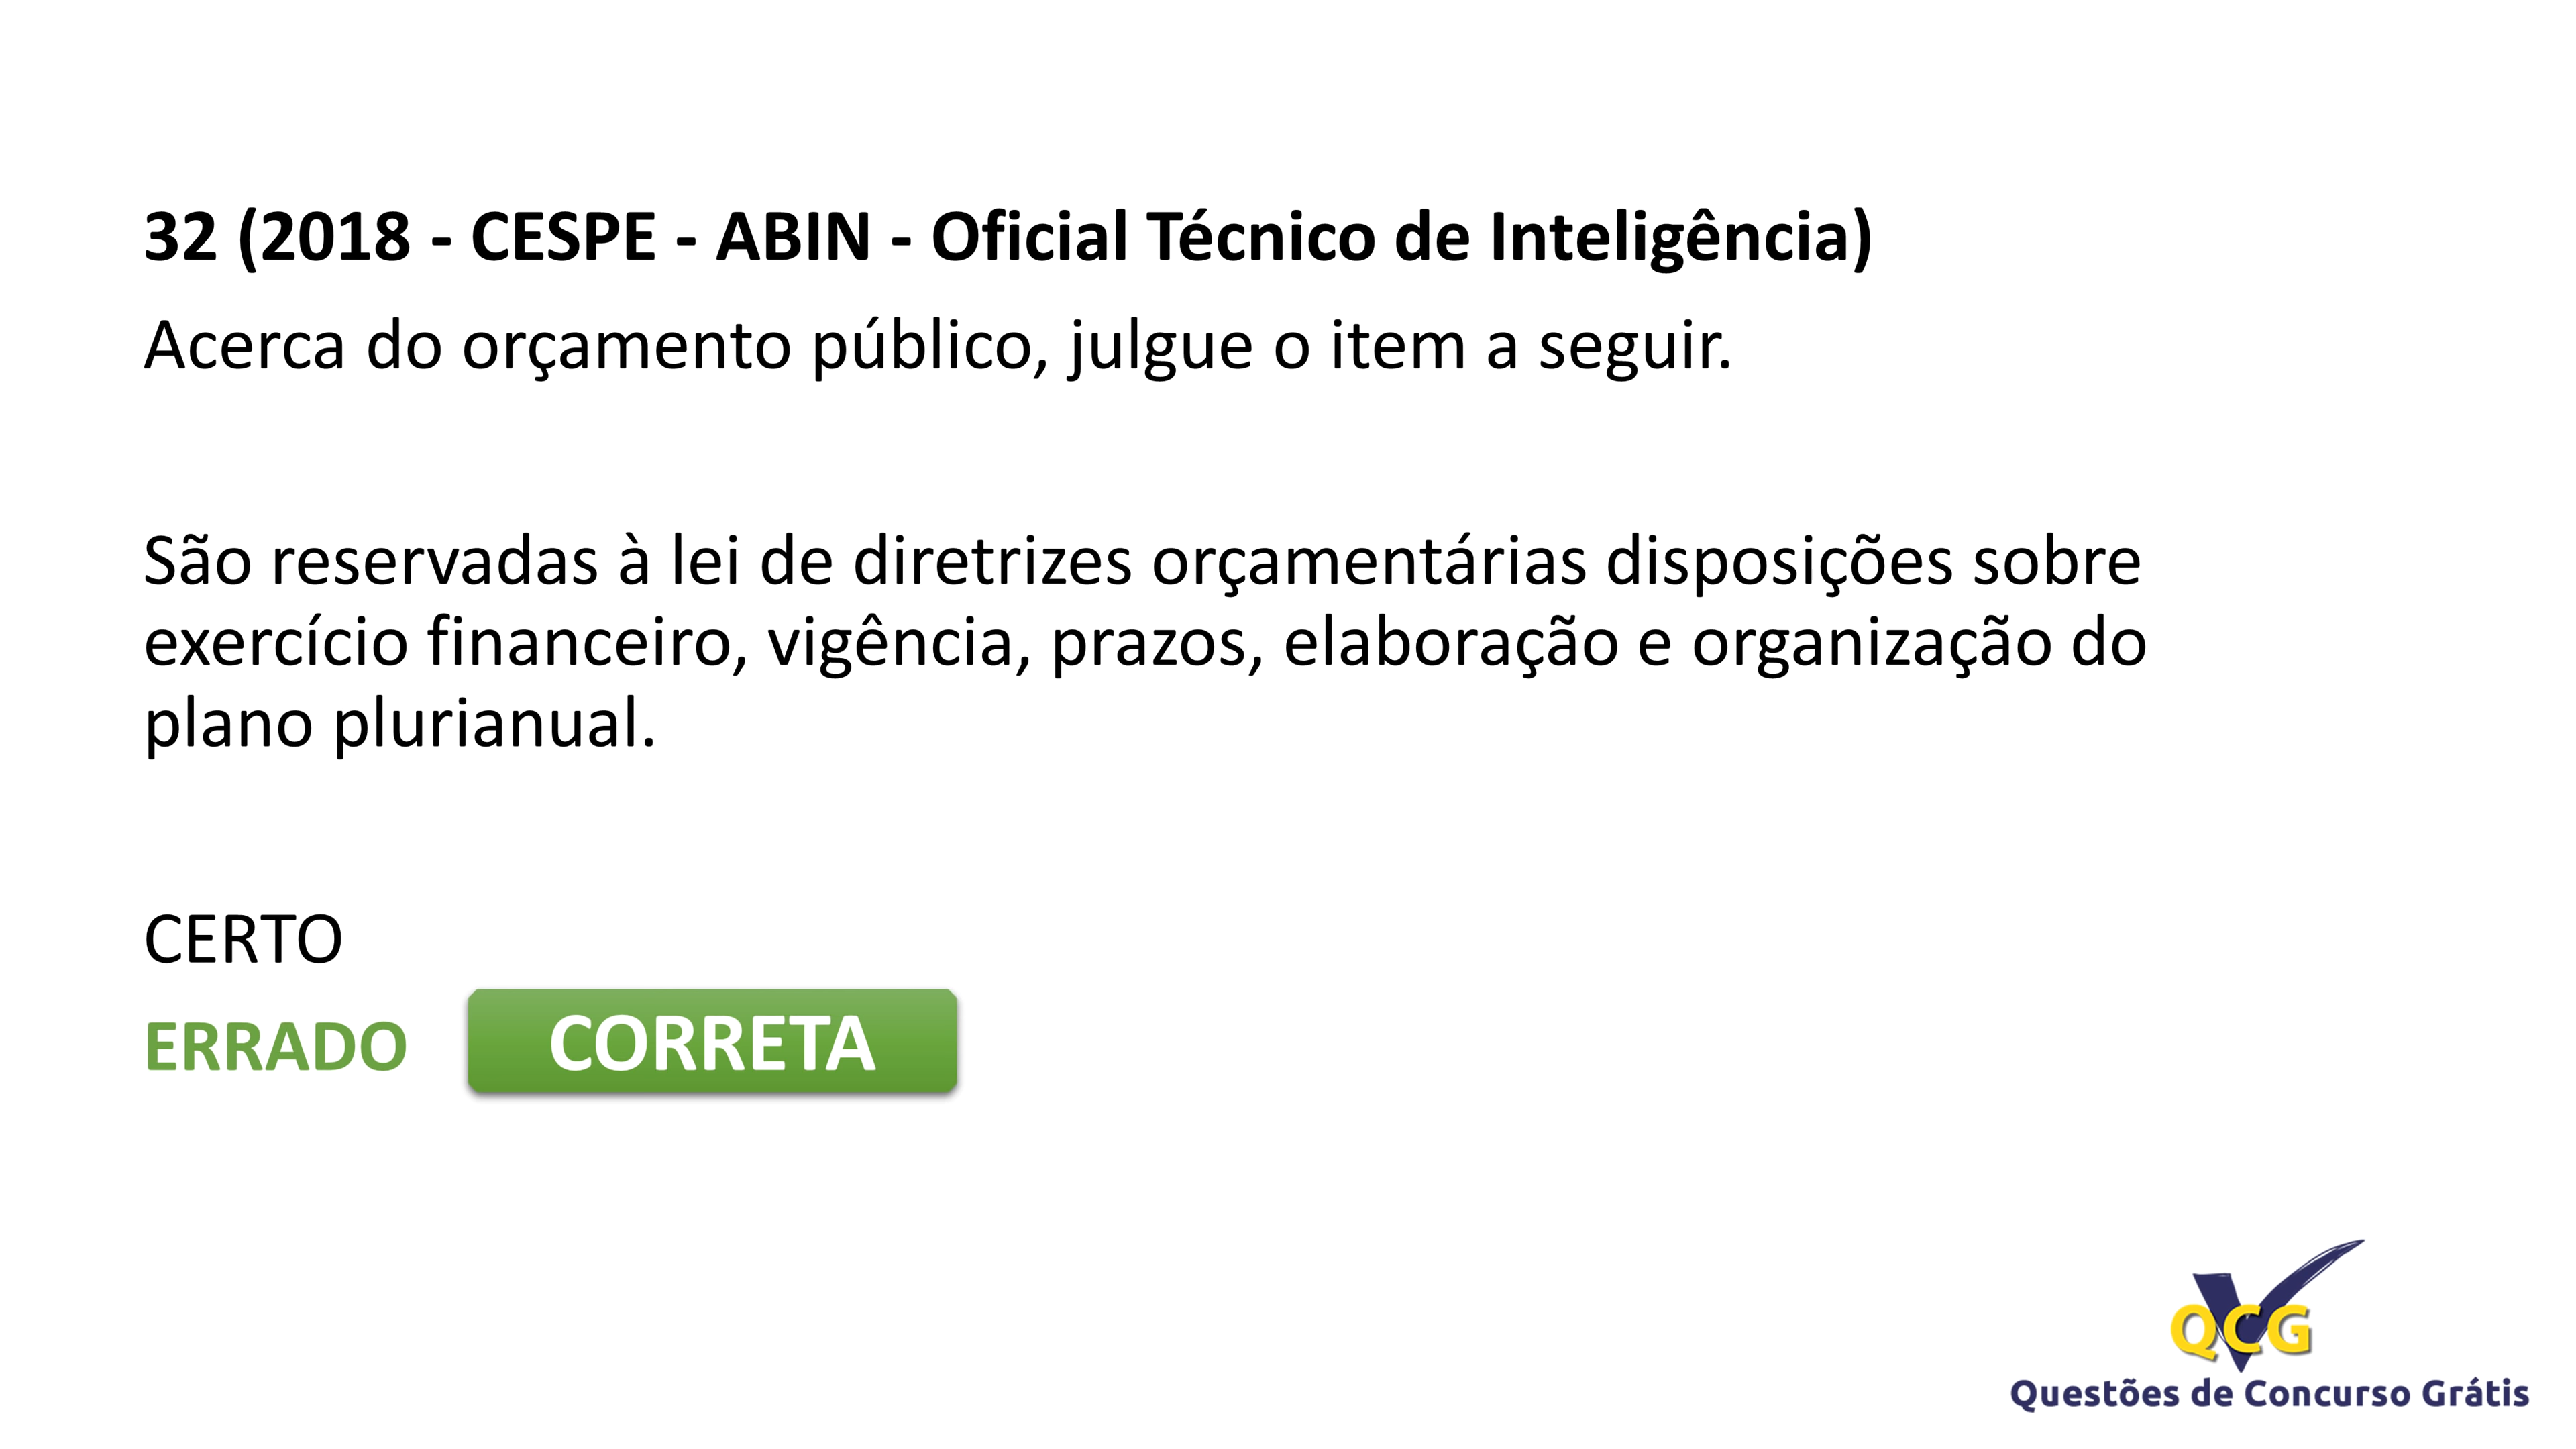 32 (2018 - CESPE - ABIN - Oficial Técnico de Inteligência)
Acerca do orçamento público, julgue o item a seguir.
São reservadas à lei de diretrizes orçamentárias disposições sobre
exercício financeiro, vigência, prazos, elaboração e organização do
plano plurianual.
CERTO
ERRADO CORRETA
QCG
Questões de Concurso Grátis